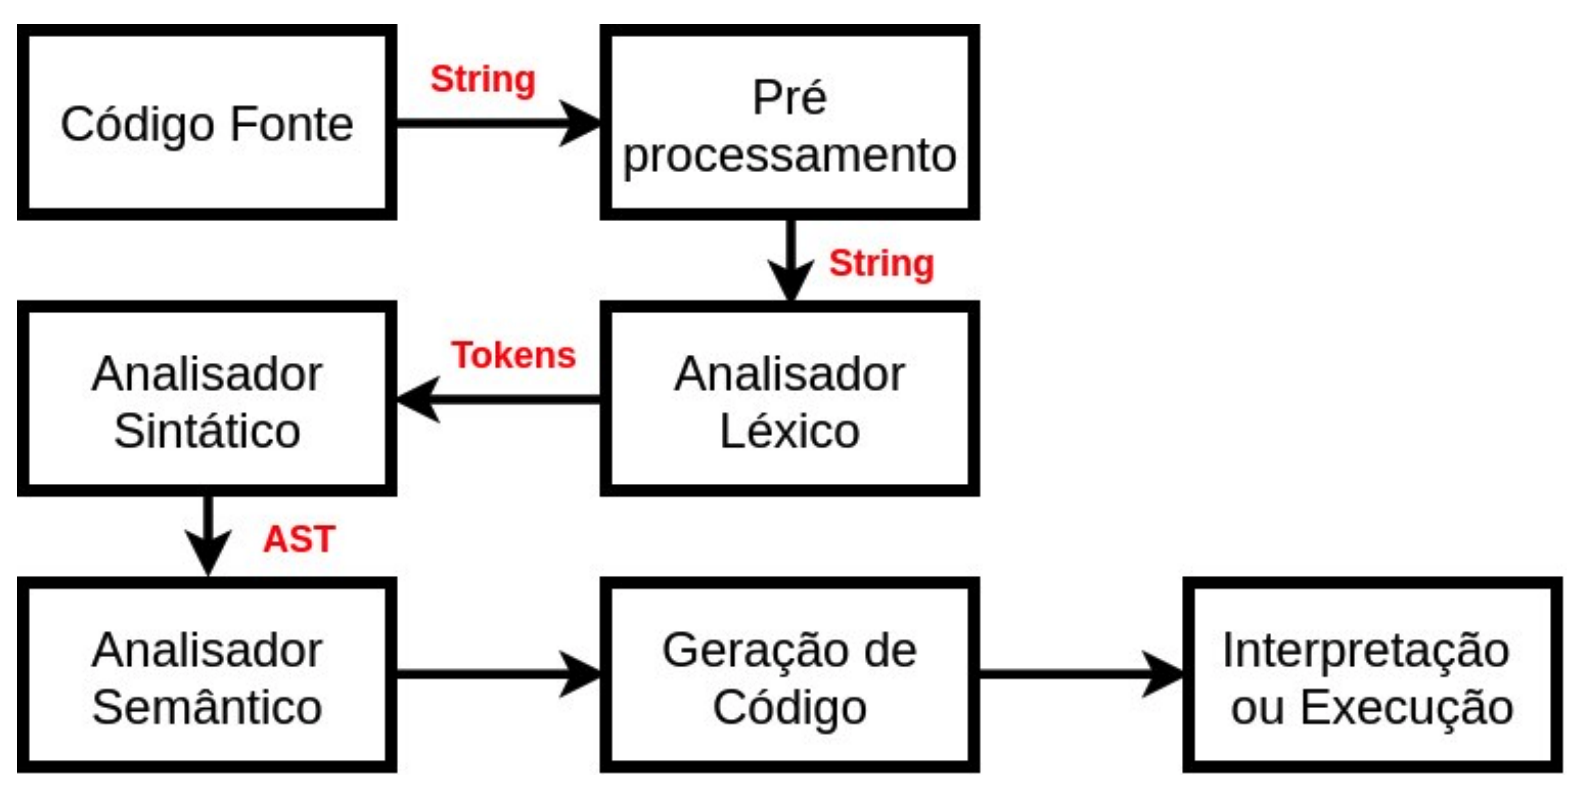 Código Fonte
String
Pré
processamento
String
Analisador
Léxico
Tokens
Analisador
Sintático
AST
Analisador
Semântico
Geração de
Código
Interpretação
ou Execução